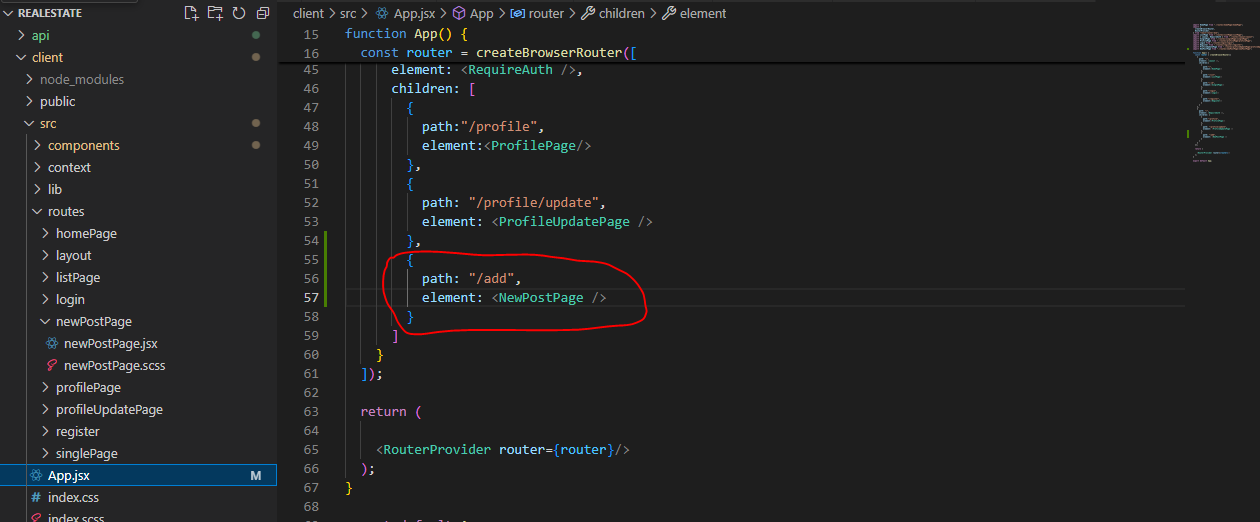 REALESTATE
api
client
node_modules
public
src
components
context
lib
routes
homePage
layout
listPage
login
newPostPage
newPostPage.jsx
newPostPage.scss
profilePage
profileUpdatePage
register
singlePage
App.jsx M
# index.css
index.scss
client > src > App.jsx > App > router > children > element
15 function App() {
16 const router = createBrowserRouter([
45 element: <RequireAuth />,
46 children: [
47 {
48 path:"/profile",
49 element:<ProfilePage/>
50 },
51 {
52 path: "/profile/update",
53 element: <ProfileUpdatePage />
54 },
55 {
56 path: "/add",
57 element: <NewPostPage />
58 }
59 ]
60 }
61 ]);
62
63 return (
64
65 <RouterProvider router={router}/>
66 );
67 }
68